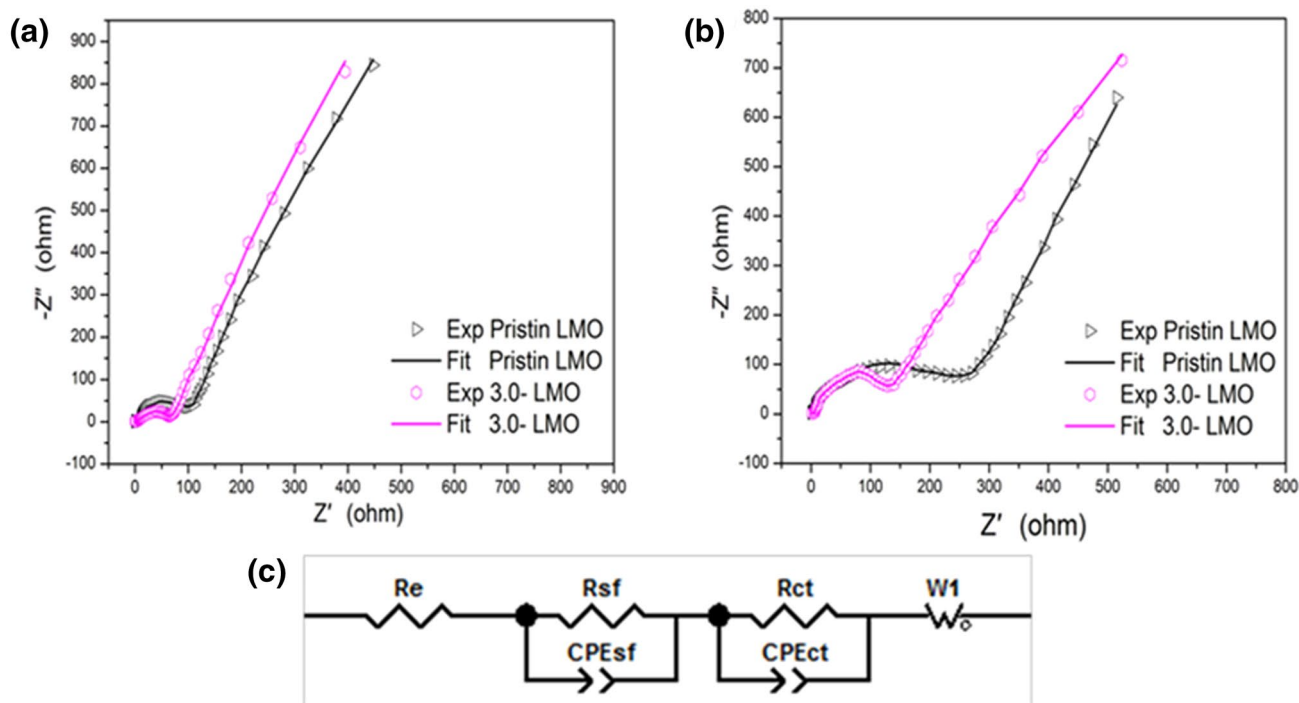 (a)
900
800
700
600
500
400
300
200
100
0
-100
-Z″ (ohm)
0 100 200 300 400 500 600 700 800 900
Z′ (ohm)
Exp Pristin LMO
Fit Pristin LMO
Exp 3.0- LMO
Fit 3.0- LMO
(b)
800
700
600
500
400
300
200
100
0
-100
-Z″ (ohm)
0 100 200 300 400 500 600 700 800
Z′ (ohm)
Exp Pristin LMO
Fit Pristin LMO
Exp 3.0- LMO
Fit 3.0- LMO
(c)
Re Rsf Rct W1
CPEsf CPEct